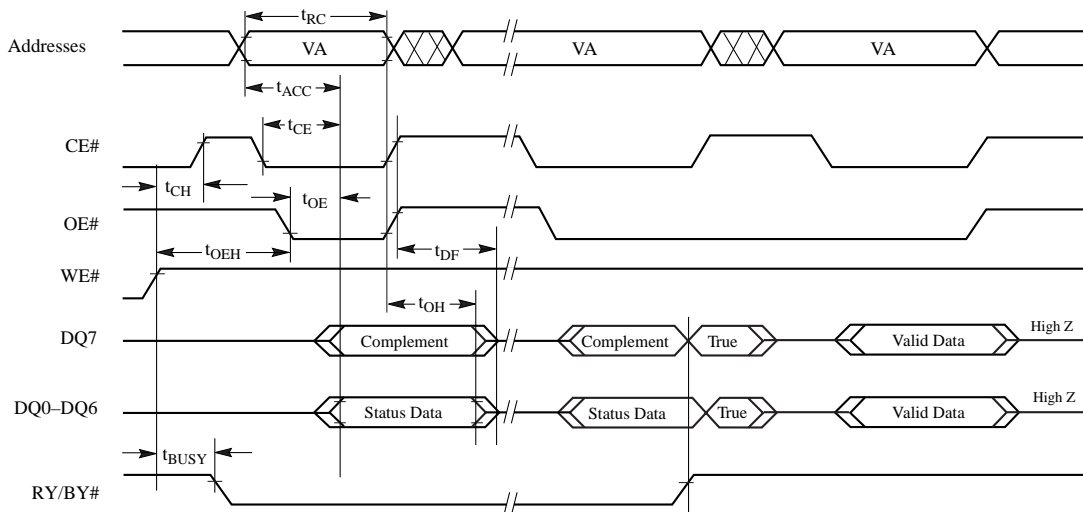 tRC
Addresses VA VA VA
tACC
tCE
CE#
tCH tOE
OE#
tOEH tDF
WE#
tOH
High Z
DQ7 Complement Complement True Valid Data
High Z
DQ0–DQ6 Status Data Status Data True Valid Data
tBUSY
RY/BY#